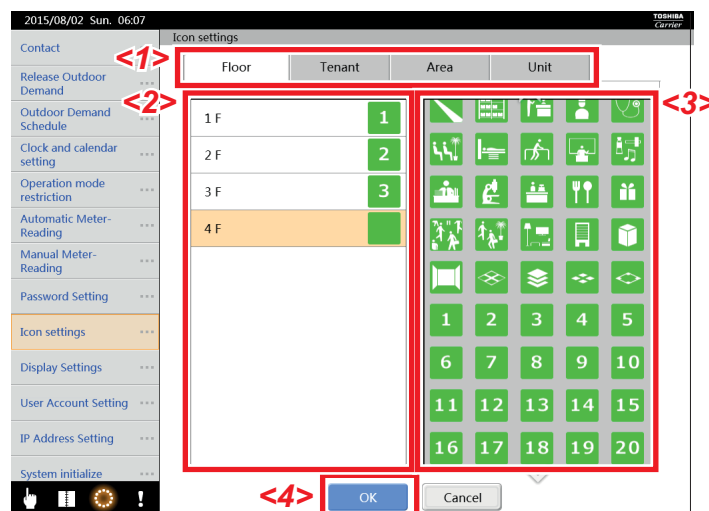 2015/08/02 Sun. 06:07
TOSHIBA
Carrier
Icon settings
Contact
Release Outdoor
Demand
Outdoor Demand
Schedule
Clock and calendar
setting
Operation mode
restriction
Automatic Meter-
Reading
Manual Meter-
Reading
Password Setting
Icon settings
Display Settings
User Account Setting
IP Address Setting
System initialize
<1>
Floor Tenant Area Unit
<2>
1 F 1
2 F 2
3 F 3
4 F
<3>
1 2 3 4 5
6 7 8 9 10
11 12 13 14 15
16 17 18 19 20
<4>
OK Cancel
!